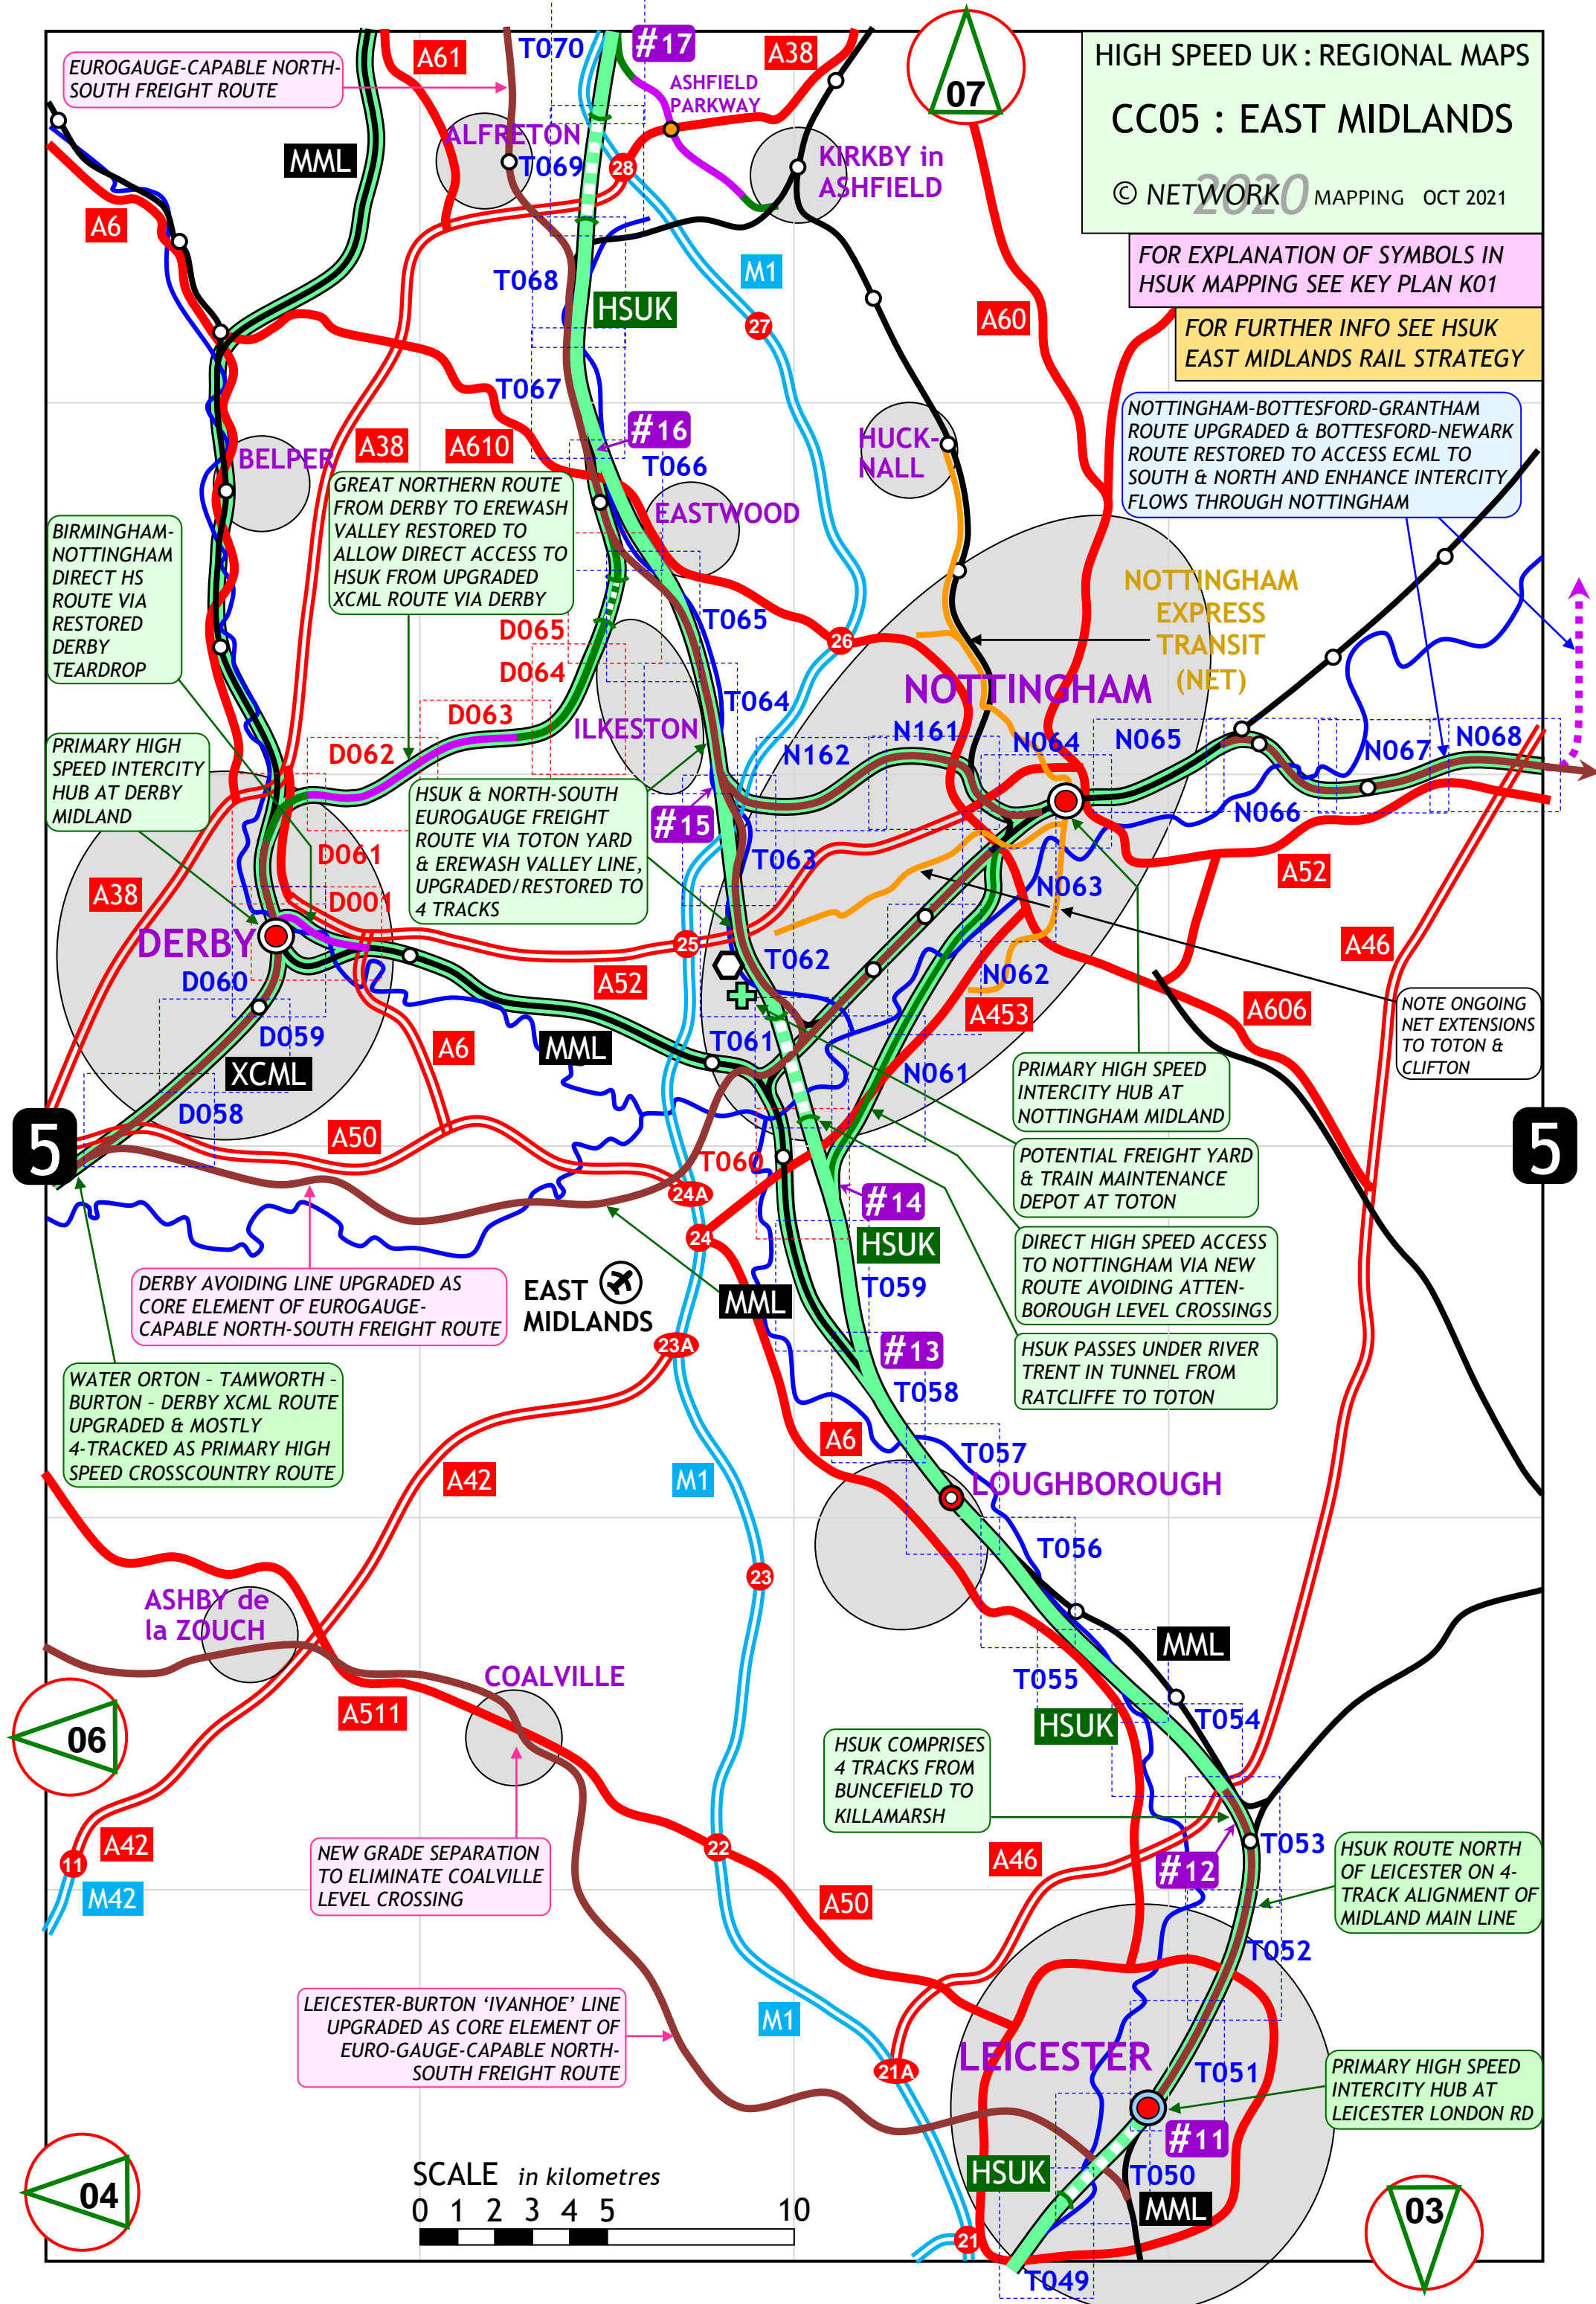 HIGH SPEED UK : REGIONAL MAPS
CC05 : EAST MIDLANDS
© NETWORK 2020 MAPPING OCT 2021
FOR EXPLANATION OF SYMBOLS IN
HSUK MAPPING SEE KEY PLAN K01
FOR FURTHER INFO SEE HSUK
EAST MIDLANDS RAIL STRATEGY
NOTTINGHAM-BOTTESFORD-GRANTHAM
ROUTE UPGRADED & BOTTESFORD-NEWARK
ROUTE RESTORED TO ACCESS ECML TO
SOUTH & NORTH AND ENHANCE INTERCITY
FLOWS THROUGH NOTTINGHAM
EUROGAUGE-CAPABLE NORTH-
SOUTH FREIGHT ROUTE
A61
T070
#17
A38
07
ASHFIELD
PARKWAY
ALFRETON
T069
28
KIRKBY in
ASHFIELD
MML
A6
T068
M1
HSUK
27
A60
T067
#16
A38
A610
T066
HUCK-
NALL
BELPER
EASTWOOD
GREAT NORTHERN ROUTE
FROM DERBY TO EREWASH
VALLEY RESTORED TO
ALLOW DIRECT ACCESS TO
HSUK FROM UPGRADED
XCML ROUTE VIA DERBY
BIRMINGHAM-
NOTTINGHAM
DIRECT HS
ROUTE VIA
RESTORED
DERBY
TEARDROP
NOTTINGHAM
EXPRESS
TRANSIT
(NET)
D065
T065
26
D064
T064
NOTTINGHAM
D063
ILKESTON
D062
N162
N161
N064
N065
N067
N068
N066
PRIMARY HIGH
SPEED INTERCITY
HUB AT DERBY
MIDLAND
HSUK & NORTH-SOUTH
EUROGAUGE FREIGHT
ROUTE VIA TOTON YARD
& EREWASH VALLEY LINE,
UPGRADED/RESTORED TO
4 TRACKS
#15
T063
D061
A38
D001
N063
A52
DERBY
25
A46
D060
A52
T062
N062
A453
A606
NOTE ONGOING
NET EXTENSIONS
TO TOTON &
CLIFTON
D059
A6
MML
T061
XCML
N061
D058
PRIMARY HIGH SPEED
INTERCITY HUB AT
NOTTINGHAM MIDLAND
5
A50
T060
5
POTENTIAL FREIGHT YARD
& TRAIN MAINTENANCE
DEPOT AT TOTON
24A
#14
24
HSUK
DIRECT HIGH SPEED ACCESS
TO NOTTINGHAM VIA NEW
ROUTE AVOIDING ATTEN-
BOROUGH LEVEL CROSSINGS
DERBY AVOIDING LINE UPGRADED AS
CORE ELEMENT OF EUROGAUGE-
CAPABLE NORTH-SOUTH FREIGHT ROUTE
EAST
MIDLANDS
MML
T059
23A
#13
HSUK PASSES UNDER RIVER
TRENT IN TUNNEL FROM
RATCLIFFE TO TOTON
WATER ORTON - TAMWORTH -
BURTON - DERBY XCML ROUTE
UPGRADED & MOSTLY
4-TRACKED AS PRIMARY HIGH
SPEED CROSSCOUNTRY ROUTE
T058
A6
T057
A42
M1
LOUGHBOROUGH
T056
23
ASHBY de
la ZOUCH
MML
COALVILLE
T055
A511
06
T054
HSUK
HSUK COMPRISES
4 TRACKS FROM
BUNCEFIELD TO
KILLAMARSH
A42
11
22
T053
#12
A46
M42
NEW GRADE SEPARATION
TO ELIMINATE COALVILLE
LEVEL CROSSING
HSUK ROUTE NORTH
OF LEICESTER ON 4-
TRACK ALIGNMENT OF
MIDLAND MAIN LINE
A50
T052
LEICESTER-BURTON ‘IVANHOE’ LINE
UPGRADED AS CORE ELEMENT OF
EURO-GAUGE-CAPABLE NORTH-
SOUTH FREIGHT ROUTE
M1
LEICESTER
21A
T051
PRIMARY HIGH SPEED
INTERCITY HUB AT
LEICESTER LONDON RD
#11
HSUK
T050
MML
04
SCALE in kilometres
0 1 2 3 4 5 10
03
21
T049